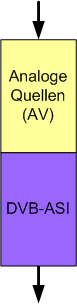 Analoge
Quellen
(AV)
DVB-ASI